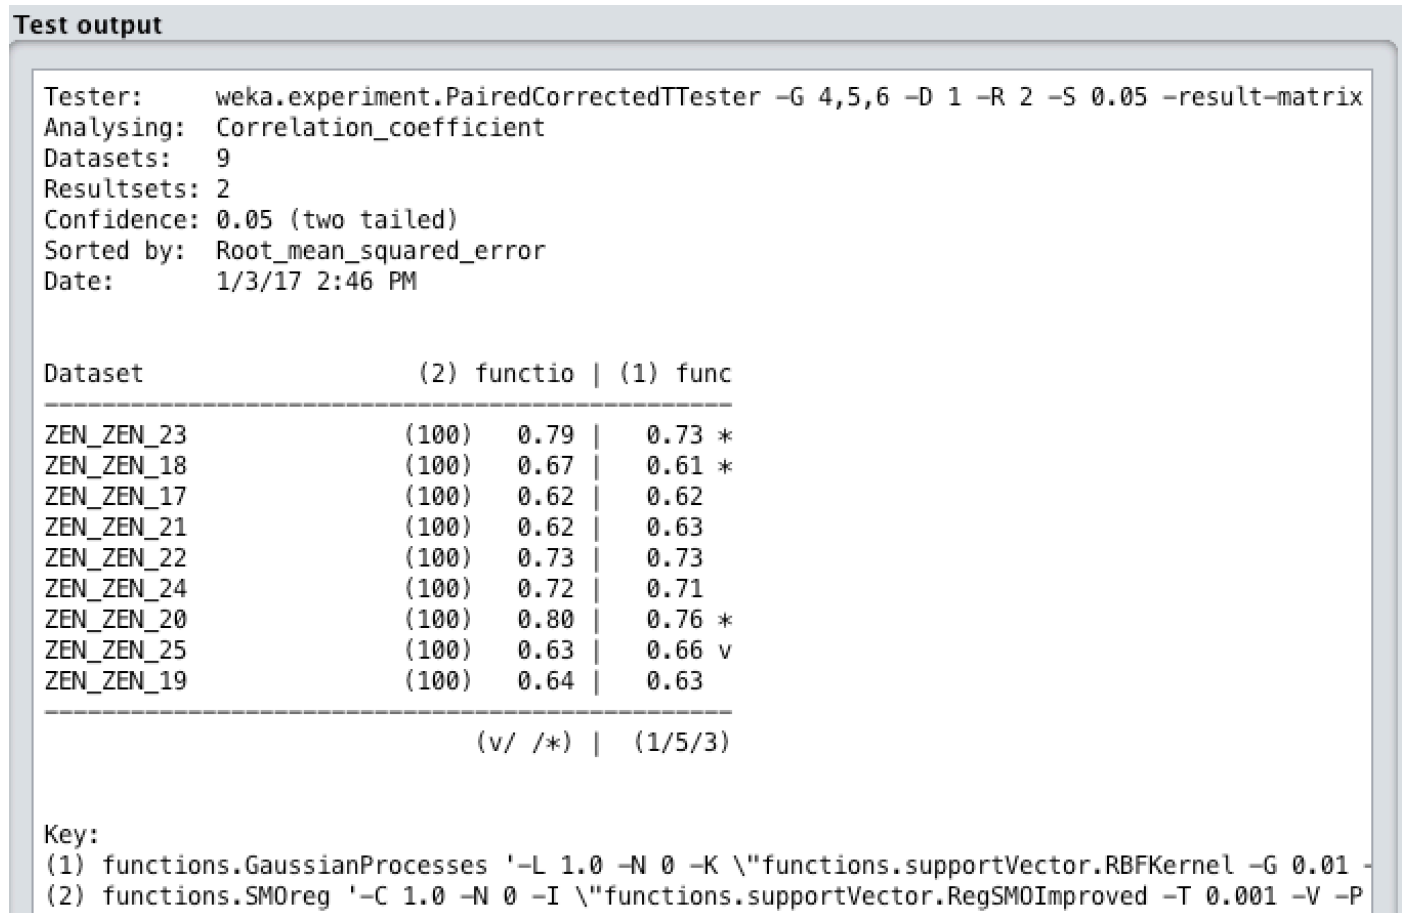 Test output
Tester:     weka.experiment.PairedCorrectedTTester -G 4,5,6 -D 1 -R 2 -S 0.05 -result-matrix
Analysing:  Correlation_coefficient
Datasets:   9
Resultsets: 2
Confidence: 0.05 (two tailed)
Sorted by:  Root_mean_squared_error
Date:       1/3/17 2:46 PM
Dataset                   (2) functio | (1) func
------------------------------------------------
ZEN_ZEN_23               (100)   0.79 |   0.73 *
ZEN_ZEN_18               (100)   0.67 |   0.61 *
ZEN_ZEN_17               (100)   0.62 |   0.62
ZEN_ZEN_21               (100)   0.62 |   0.63
ZEN_ZEN_22               (100)   0.73 |   0.73
ZEN_ZEN_24               (100)   0.72 |   0.71
ZEN_ZEN_20               (100)   0.80 |   0.76 *
ZEN_ZEN_25               (100)   0.63 |   0.66 v
ZEN_ZEN_19               (100)   0.64 |   0.63
------------------------------------------------
                              (v/ /*) |  (1/5/3)
Key:
(1) functions.GaussianProcesses '-L 1.0 -N 0 -K \"functions.supportVector.RBFKernel -G 0.01 -
(2) functions.SMOreg '-C 1.0 -N 0 -I \"functions.supportVector.RegSMOImproved -T 0.001 -V -P